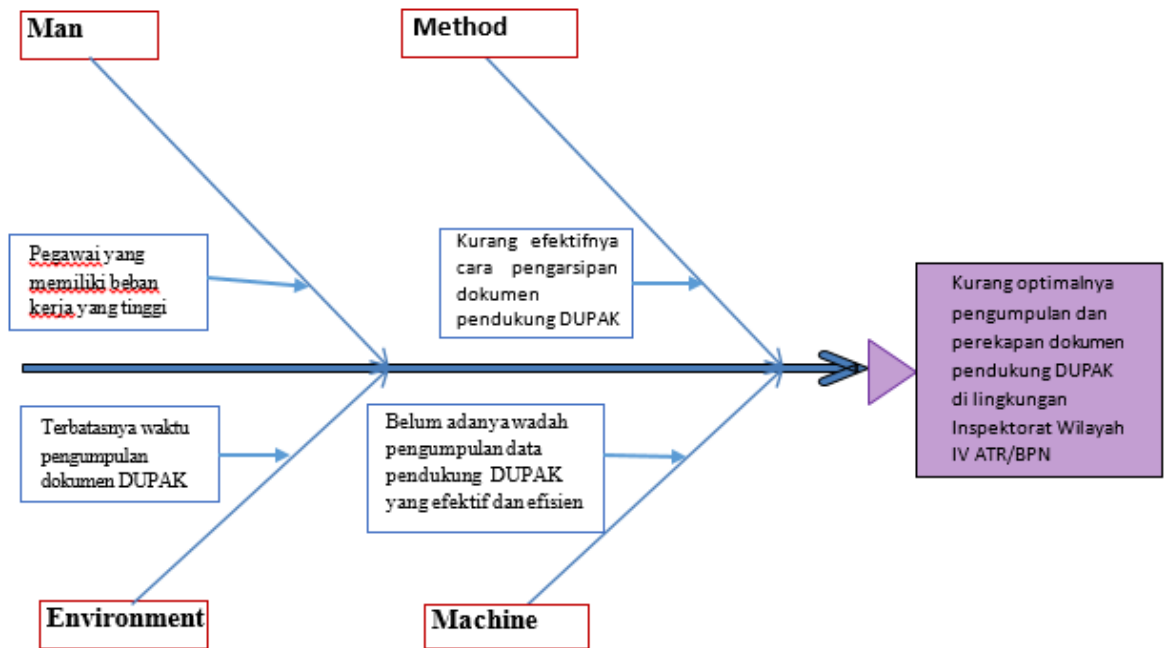 Man
Method
Pegawai yang
memiliki beban
kerja yang tinggi
Kurang efektifnya
cara pengarsipan
dokumen
pendukung DUPAK
Kurang optimalnya
pengumpulan dan
perekapan dokumen
pendukung DUPAK
di lingkungan
Inspektorat Wilayah
IV ATR/BPN
Terbatasnya waktu
pengumpulan
dokumen DUPAK
Belum adanya wadah
pengumpulan data
pendukung DUPAK
yang efektif dan efisien
Environment
Machine